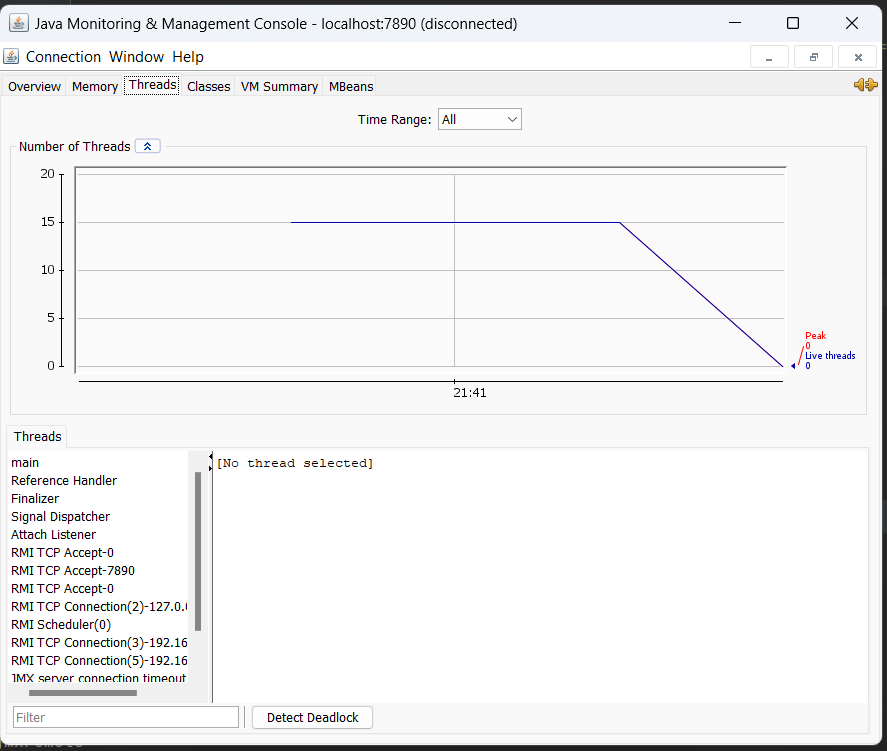 Java Monitoring & Management Console - localhost:7890 (disconnected)
Connection Window Help
Overview Memory Threads Classes VM Summary MBeans
Time Range: All
Number of Threads
20
15
10
5
0
Peak
0
Live threads
0
21:41
Threads
main
Reference Handler
Finalizer
Signal Dispatcher
Attach Listener
RMI TCP Accept-0
RMI TCP Accept-7890
RMI TCP Accept-0
RMI TCP Connection(2)-127.0.0
RMI Scheduler(0)
RMI TCP Connection(3)-192.16
RMI TCP Connection(5)-192.16
JMX server connection timeout
[No thread selected]
Filter
Detect Deadlock